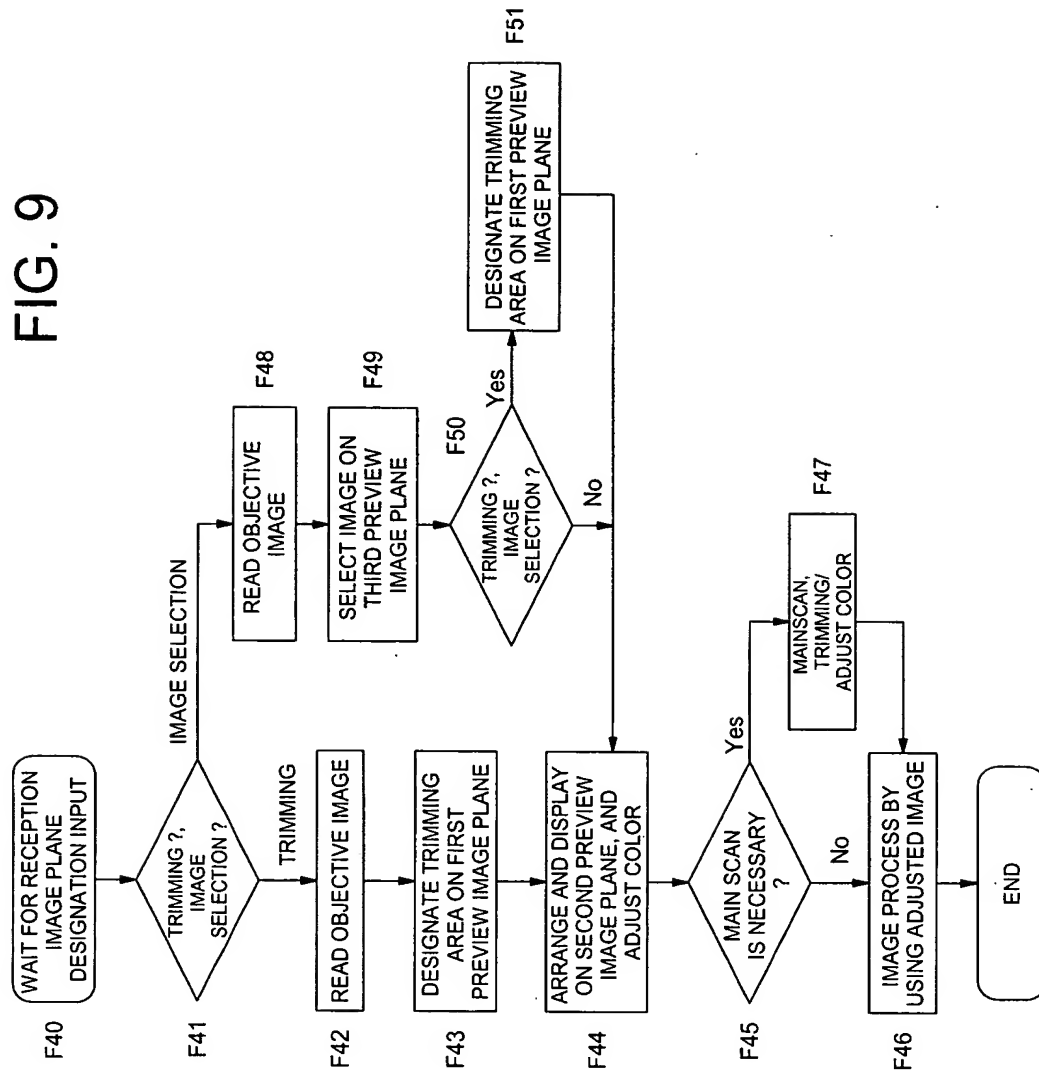 FIG. 9
F40
WAIT FOR RECEPTION
IMAGE PLANE
DESIGNATION INPUT
F41
TRIMMING ?,
IMAGE
SELECTION ?
IMAGE SELECTION
TRIMMING
F42
READ OBJECTIVE IMAGE
F43
DESIGNATE TRIMMING
AREA ON FIRST
PREVIEW IMAGE PLANE
F44
ARRANGE AND DISPLAY
ON SECOND PREVIEW
IMAGE PLANE, AND
ADJUST COLOR
F45
MAIN SCAN
IS NECESSARY
?
Yes
No
F46
IMAGE PROCESS BY
USING ADJUSTED IMAGE
END
F47
MAINSCAN,
TRIMMING/
ADJUST COLOR
F48
READ OBJECTIVE
IMAGE
F49
SELECT IMAGE ON
THIRD PREVIEW
IMAGE PLANE
F50
TRIMMING ?,
IMAGE
SELECTION ?
Yes
No
F51
DESIGNATE TRIMMING
AREA ON FIRST PREVIEW
IMAGE PLANE